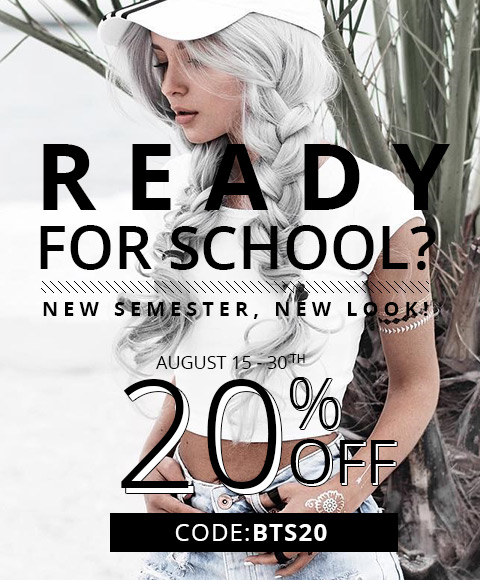 READY
FOR SCHOOL?
NEW SEMESTER, NEW LOOK!
AUGUST 15 - 30TH
20% OFF
CODE:BTS20